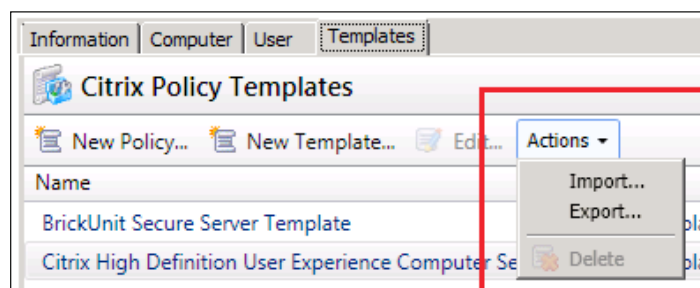 Information Computer User Templates
Citrix Policy Templates
New Policy... New Template... Edit... Actions
Name
Import...
Export...
BrickUnit Secure Server Template
Citrix High Definition User Experience Computer Se
Delete